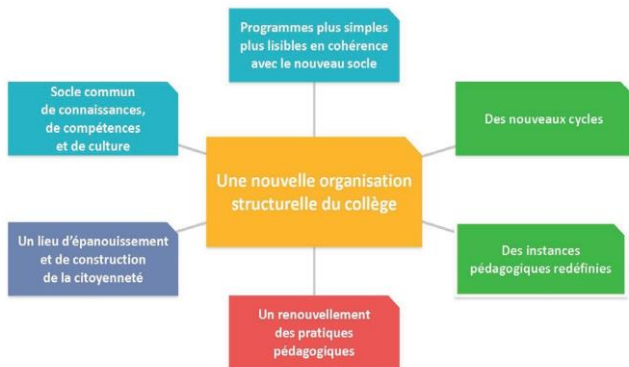 Programmes plus simples
plus lisibles en cohérence
avec le nouveau socle
Socle commun
de connaissances,
de compétences
et de culture
Des nouveaux cycles
Une nouvelle organisation
structurelle du collège
Un lieu d'épanouissement
et de construction
de la citoyenneté
Des instances
pédagogiques redéfinies
Un renouvellement
des pratiques
pédagogiques